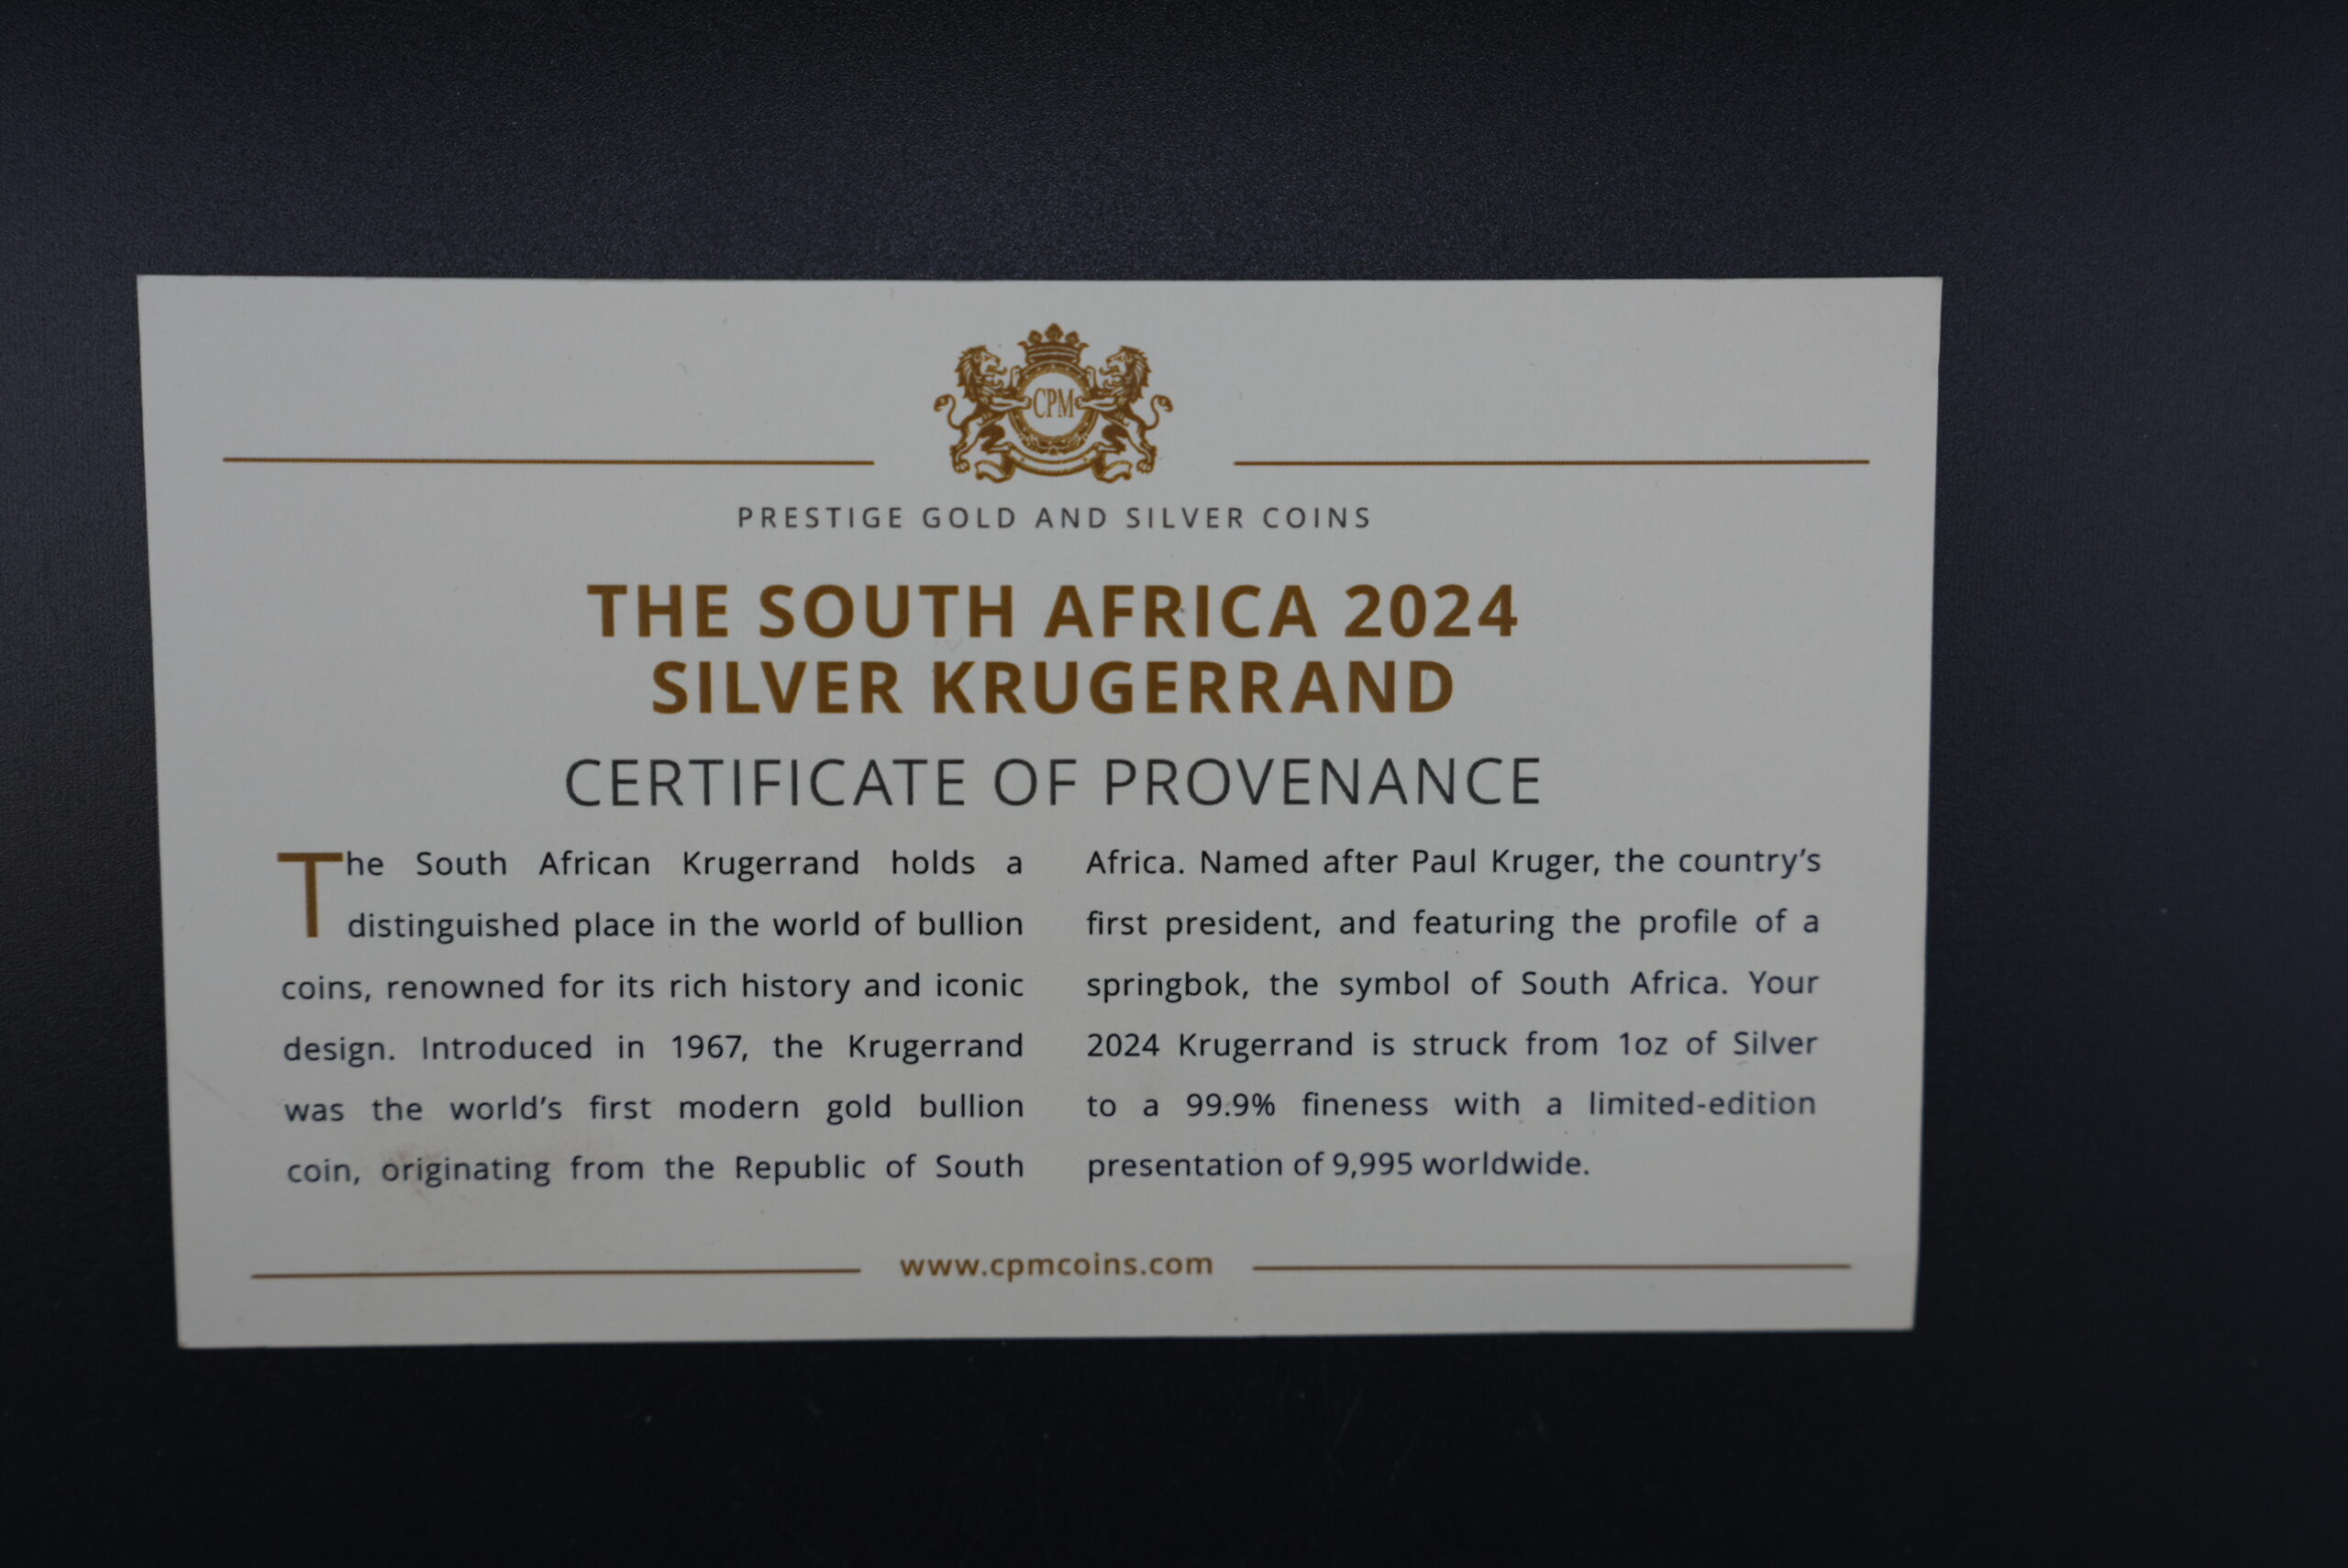 CPM
PRESTIGE GOLD AND SILVER COINS
THE SOUTH AFRICA 2024
SILVER KRUGERRAND
CERTIFICATE OF PROVENANCE
The South African Krugerrand holds a
distinguished place in the world of bullion
coins, renowned for its rich history and iconic
design. Introduced in 1967, the Krugerrand
was the world’s first modern gold bullion
coin, originating from the Republic of South
Africa. Named after Paul Kruger, the country’s
first president, and featuring the profile of a
springbok, the symbol of South Africa. Your
2024 Krugerrand is struck from 1oz of Silver
to a 99.9% fineness with a limited-edition
presentation of 9,995 worldwide.
www.cpmcoins.com